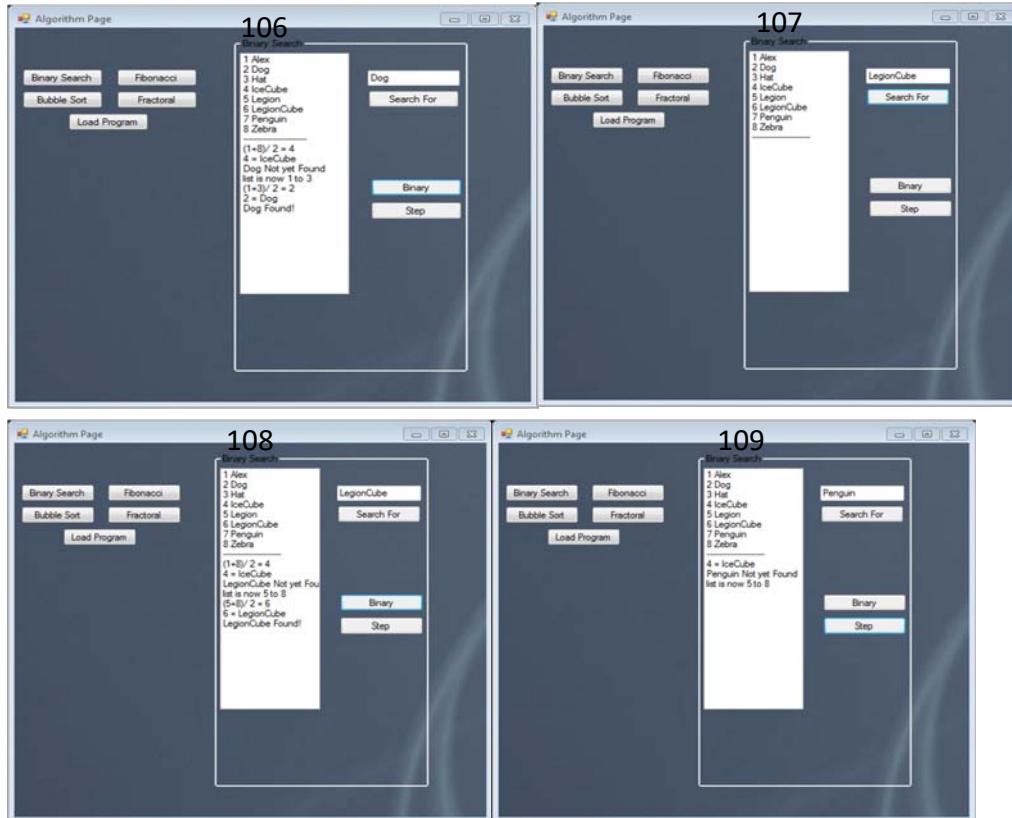 Algorithm Page
106
Binary Search
1 Alex
2 Dog
3 Hat
4 IceCube
5 Legion
6 LegionCube
7 Penguin
8 Zebra
(1+8)/ 2 = 4
4 = IceCube
Dog Not yet Found
list is now 1 to 3
(1+3)/ 2 = 2
2 = Dog
Dog Found!
Binary Search Fibonacci
Bubble Sort Fractoral
Load Program
Dog
Search For
Binary
Step
Algorithm Page
107
Binary Search
1 Alex
2 Dog
3 Hat
4 IceCube
5 Legion
6 LegionCube
7 Penguin
8 Zebra
Binary Search Fibonacci
Bubble Sort Fractoral
Load Program
LegionCube
Search For
Binary
Step
Algorithm Page
108
Binary Search
1 Alex
2 Dog
3 Hat
4 IceCube
5 Legion
6 LegionCube
7 Penguin
8 Zebra
(1+8)/ 2 = 4
4 = IceCube
LegionCube Not yet Fou
list is now 5 to 8
(5+8)/ 2 = 6
6 = LegionCube
LegionCube Found!
Binary Search Fibonacci
Bubble Sort Fractoral
Load Program
LegionCube
Search For
Binary
Step
Algorithm Page
109
Binary Search
1 Alex
2 Dog
3 Hat
4 IceCube
5 Legion
6 LegionCube
7 Penguin
8 Zebra
4 = IceCube
Penguin Not yet Found
list is now 5 to 8
Binary Search Fibonacci
Bubble Sort Fractoral
Load Program
Penguin
Search For
Binary
Step